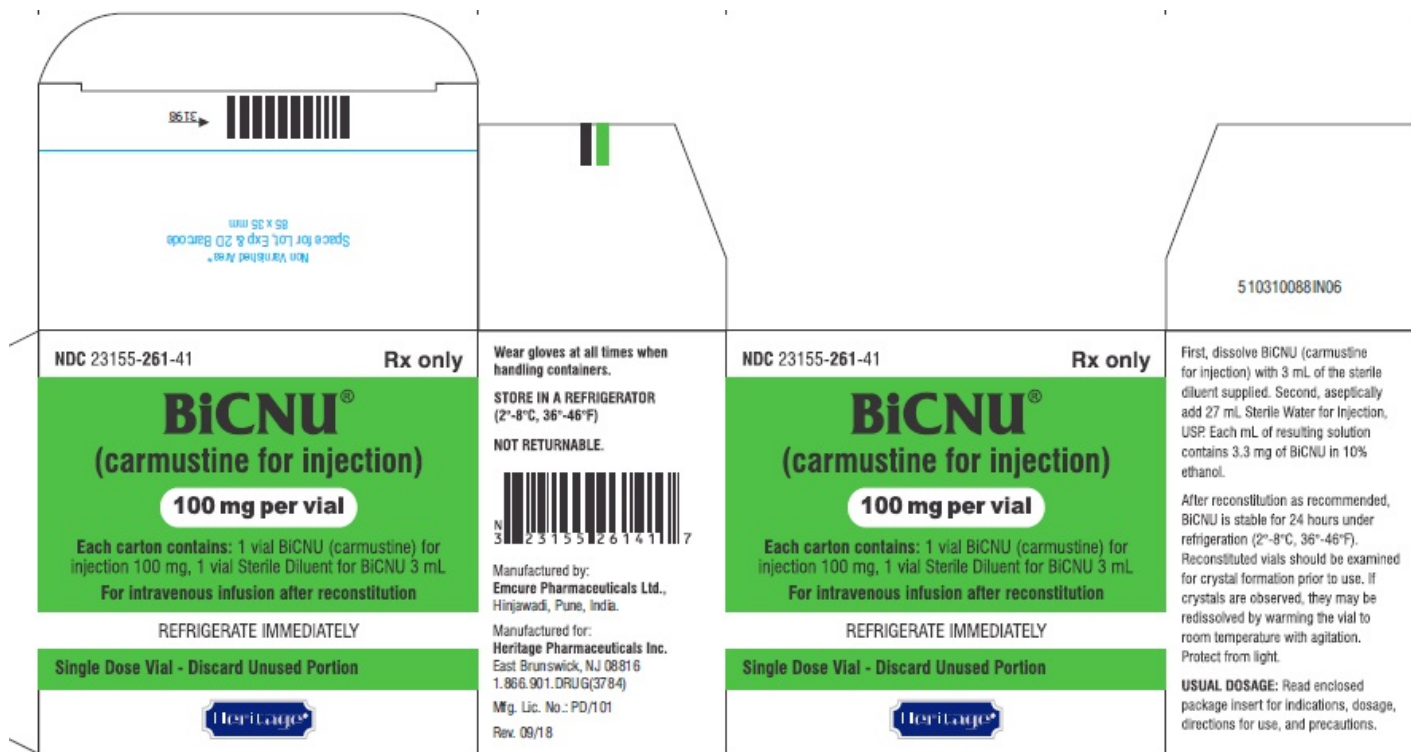 3198
Non Varnished Area*
Space for Lot, Exp & 2D Barcode
85 x 35 mm
NDC 23155-261-41 Rx only
BiCNU®
(carmustine for injection)
100 mg per vial
Each carton contains: 1 vial BiCNU (carmustine) for
injection 100 mg, 1 vial Sterile Diluent for BiCNU 3 mL
For intravenous infusion after reconstitution
REFRIGERATE IMMEDIATELY
Single Dose Vial - Discard Unused Portion
Heritage
Wear gloves at all times when
handling containers.
STORE IN A REFRIGERATOR
(2°-8°C, 36°-46°F)
NOT RETURNABLE.
N
3 23155 26141 7
Manufactured by:
Emcure Pharmaceuticals Ltd.,
Hinjawadi, Pune, India.
Manufactured for:
Heritage Pharmaceuticals Inc.
East Brunswick, NJ 08816
1.866.901.DRUG(3784)
Mfg. Lic. No.: PD/101
Rev. 09/18
NDC 23155-261-41 Rx only
BiCNU®
(carmustine for injection)
100 mg per vial
Each carton contains: 1 vial BiCNU (carmustine) for
injection 100 mg, 1 vial Sterile Diluent for BiCNU 3 mL
For intravenous infusion after reconstitution
REFRIGERATE IMMEDIATELY
Single Dose Vial - Discard Unused Portion
Heritage
510310088IN06
First, dissolve BiCNU (carmustine
for injection) with 3 mL of the sterile
diluent supplied. Second, aseptically
add 27 mL Sterile Water for Injection,
USP. Each mL of resulting solution
contains 3.3 mg of BiCNU in 10%
ethanol.
After reconstitution as recommended,
BiCNU is stable for 24 hours under
refrigeration (2°-8°C, 36°-46°F).
Reconstituted vials should be examined
for crystal formation prior to use. If
crystals are observed, they may be
redissolved by warming the vial to
room temperature with agitation.
Protect from light.
USUAL DOSAGE: Read enclosed
package insert for indications, dosage,
directions for use, and precautions.